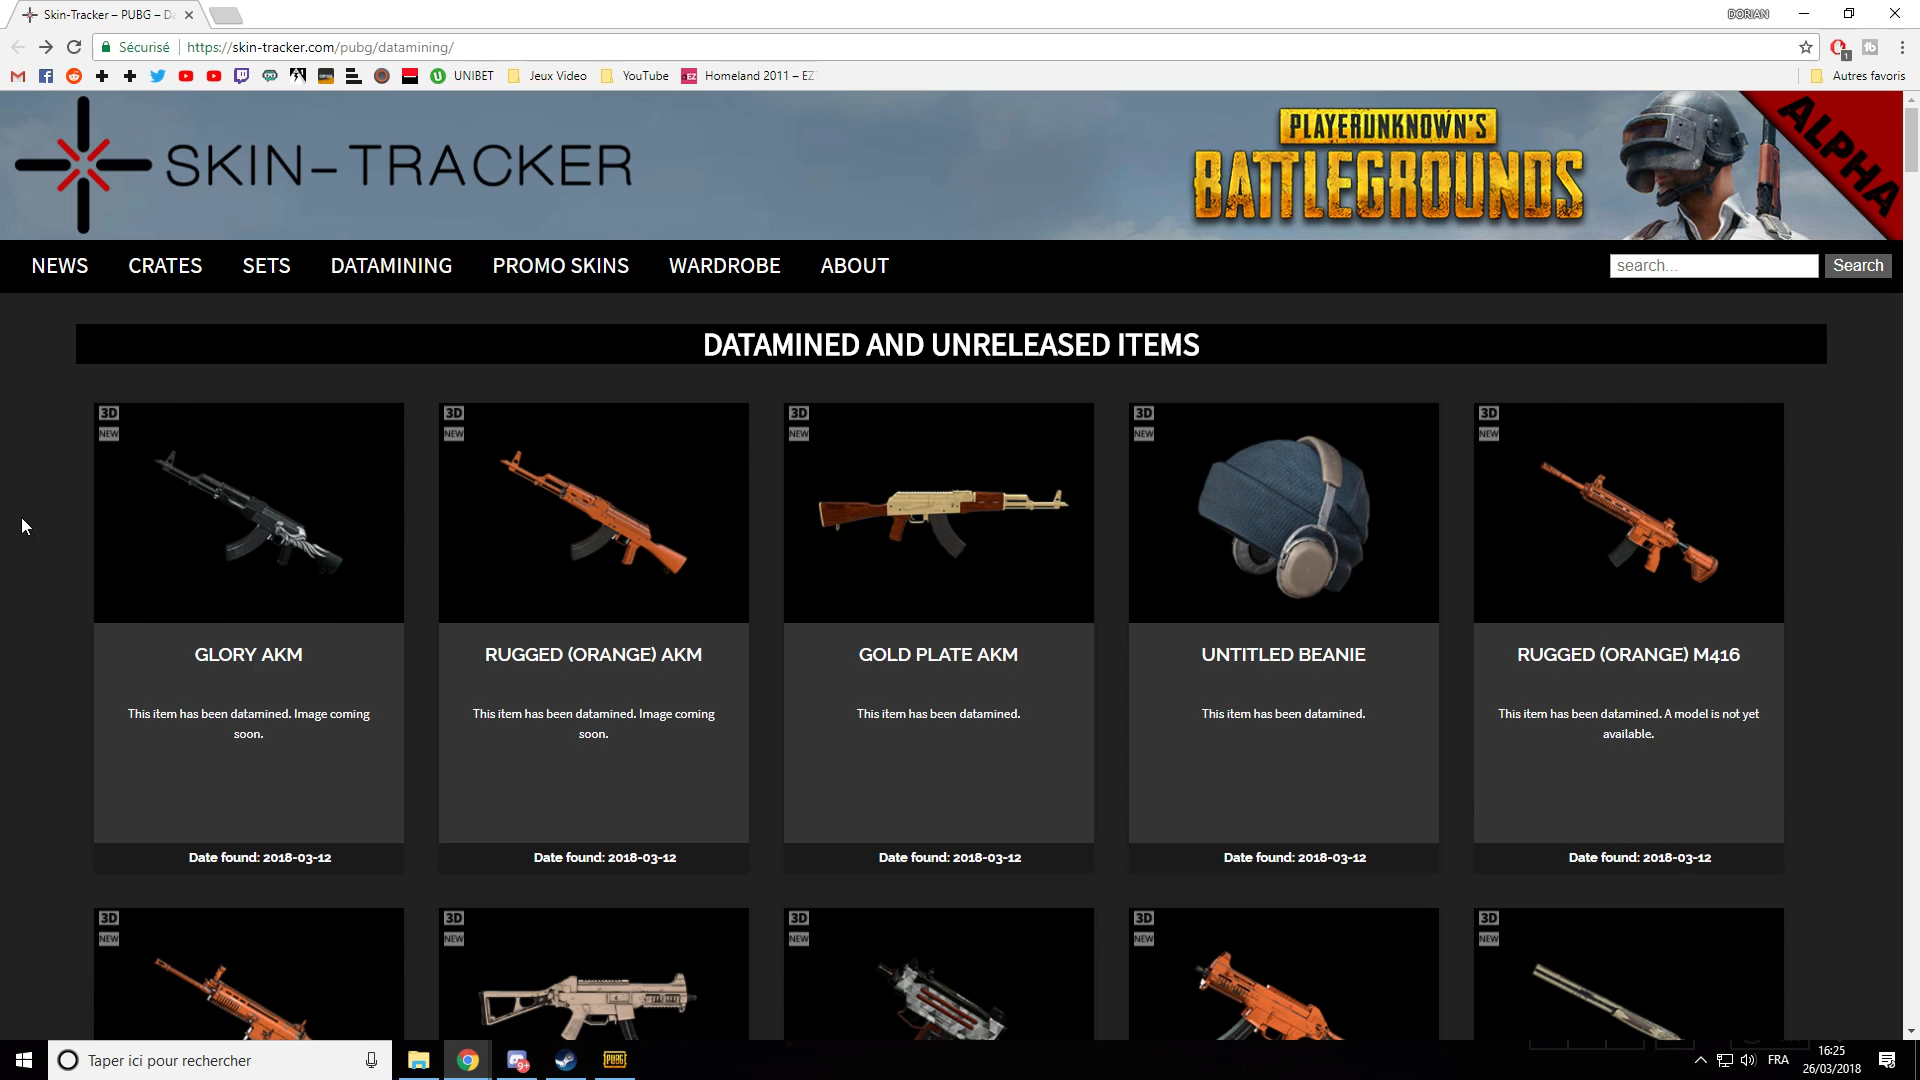 Skin-Tracker – PUBG – Da
DORIAN
Sécurisé
https://skin-tracker.com/pubg/datamining/
1
UNIBET
Jeux Video
YouTube
EZ
Homeland 2011 – EZ
Autres favoris
SKIN-TRACKER
PLAYERUNKNOWN'S
BATTLEGROUNDS
ALPHA
NEWS
CRATES
SETS
DATAMINING
PROMO SKINS
WARDROBE
ABOUT
search...
Search
DATAMINED AND UNRELEASED ITEMS
3D
NEW
3D
NEW
3D
NEW
3D
NEW
3D
NEW
GLORY AKM
RUGGED (ORANGE) AKM
GOLD PLATE AKM
UNTITLED BEANIE
RUGGED (ORANGE) M416
This item has been datamined. Image coming
soon.
This item has been datamined. Image coming
soon.
This item has been datamined.
This item has been datamined.
This item has been datamined. A model is not yet
available.
Date found: 2018-03-12
Date found: 2018-03-12
Date found: 2018-03-12
Date found: 2018-03-12
Date found: 2018-03-12
3D
NEW
3D
NEW
3D
NEW
3D
NEW
3D
NEW
Taper ici pour rechercher
9+
PUBG
FRA
16:25
26/03/2018